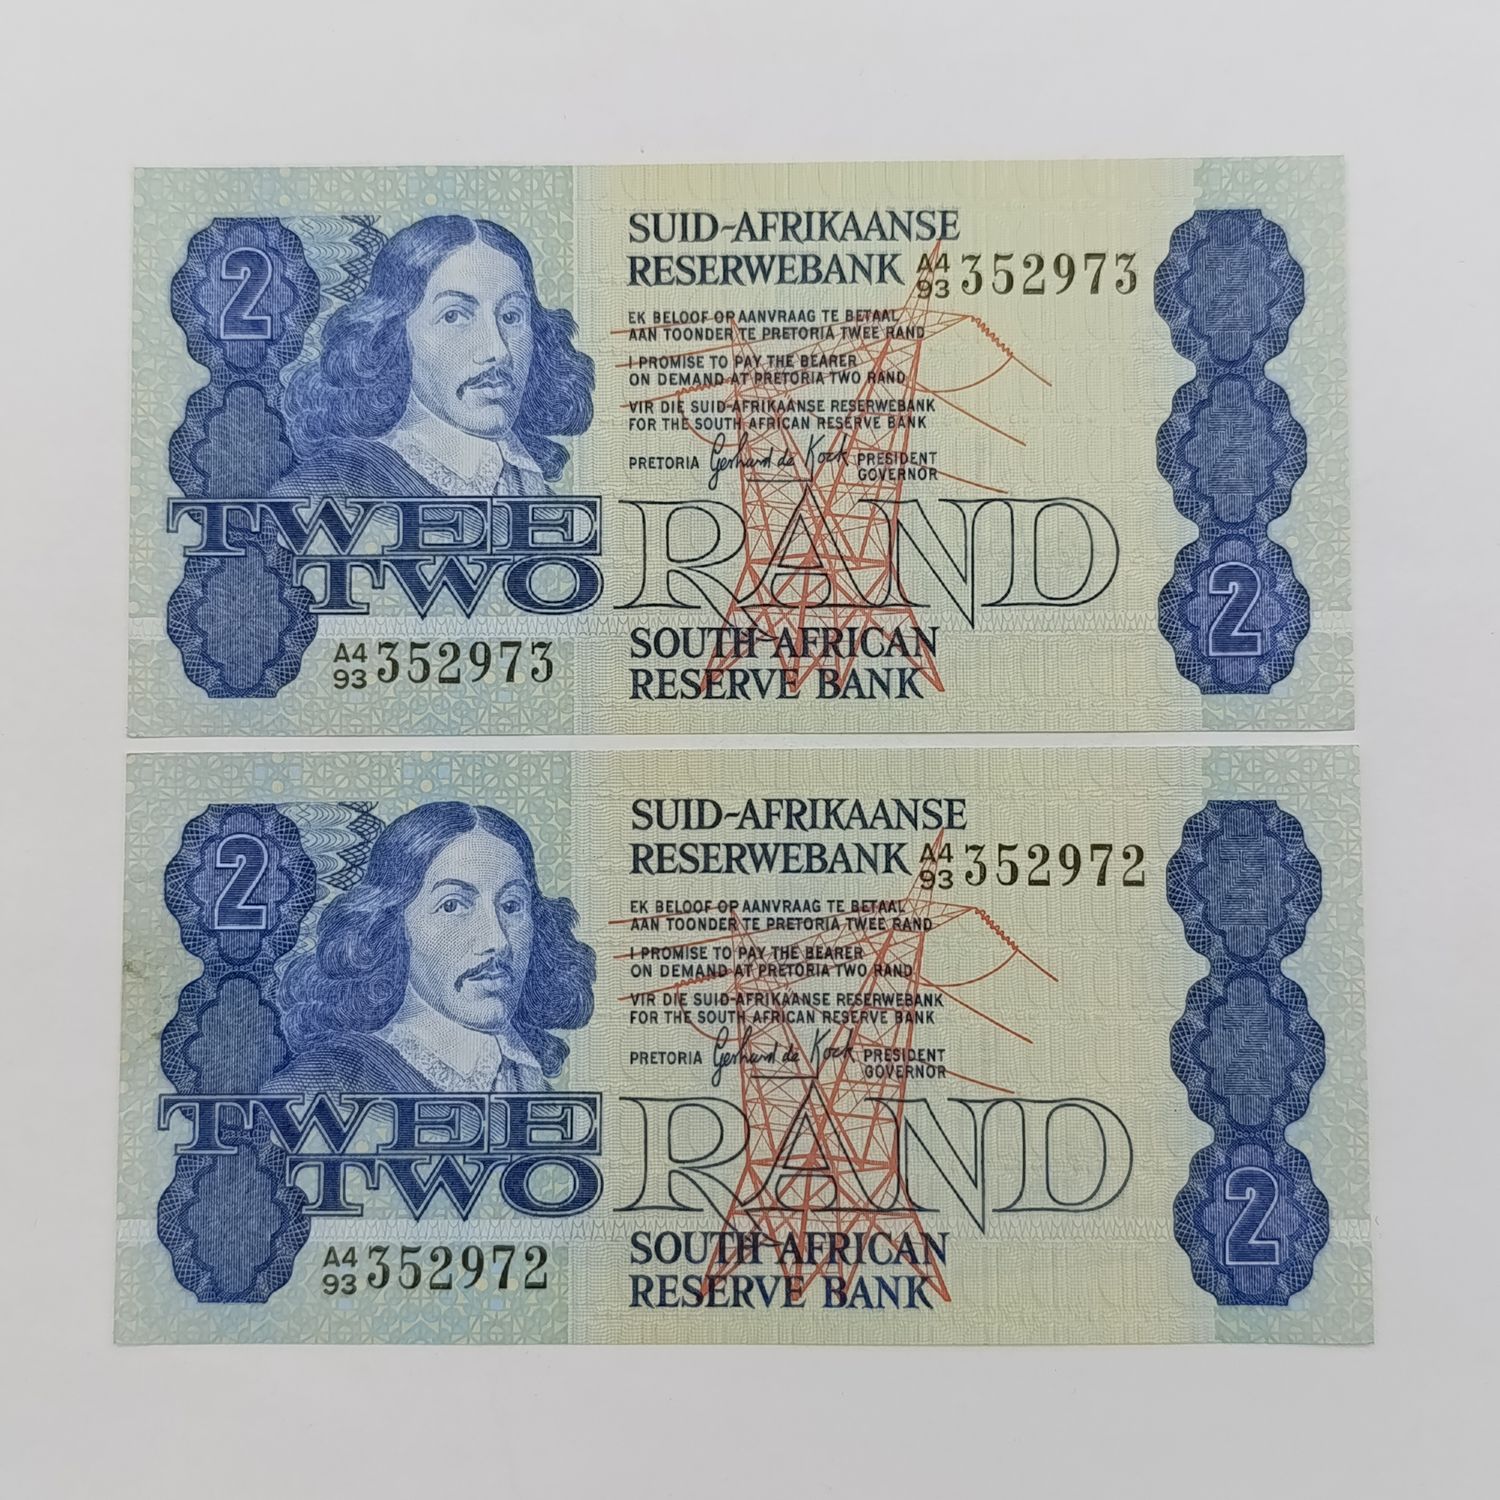 2
SUID-AFRIKAANSE
RESERWEBANK A4 93 352973
EK BELOOF OP AANVRAAG TE BETAAL
AAN TOONDER TE PRETORIA TWEE RAND
I PROMISE TO PAY THE BEARER
ON DEMAND AT PRETORIA TWO RAND
VIR DIE SUID-AFRIKAANSE RESERWEBANK
FOR THE SOUTH AFRICAN RESERVE BANK
PRETORIA Gerhard de Kock PRESIDENT
GOVERNOR
TWEE
TWO
RAND
2
SOUTH AFRICAN
RESERVE BANK
A4 93 352973
2
SUID-AFRIKAANSE
RESERWEBANK A4 93 352972
EK BELOOF OP AANVRAAG TE BETAAL
AAN TOONDER TE PRETORIA TWEE RAND
I PROMISE TO PAY THE BEARER
ON DEMAND AT PRETORIA TWO RAND
VIR DIE SUID-AFRIKAANSE RESERWEBANK
FOR THE SOUTH AFRICAN RESERVE BANK
PRETORIA Gerhard de Kock PRESIDENT
GOVERNOR
TWEE
TWO
RAND
2
SOUTH AFRICAN
RESERVE BANK
A4 93 352972